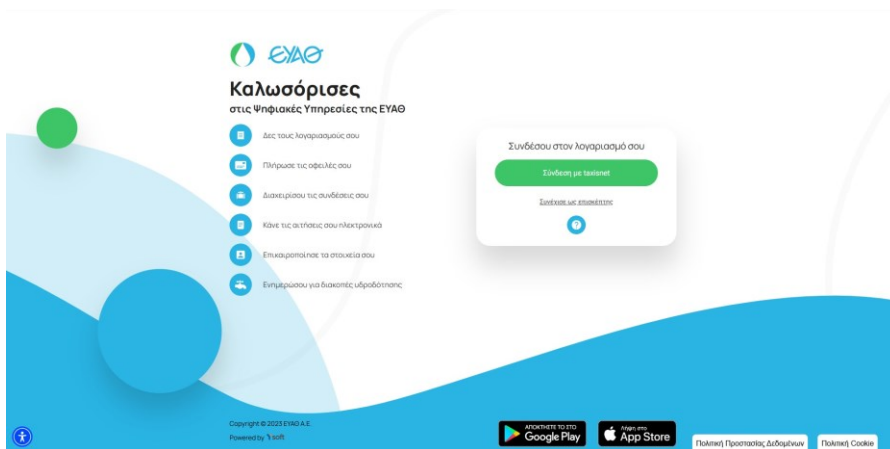 ΕΥΑΘ
Καλωσόρισες
στις Ψηφιακές Υπηρεσίες της ΕΥΑΘ
Δες τους λογαριασμούς σου
Πλήρωσε τις οφειλές σου
Διαχειρίσου τις συνδέσεις σου
Κάνε τις αιτήσεις σου ηλεκτρονικά
Επικαιροποίησε τα στοιχεία σου
Ενημερώσου για διακοπές υδροδότησης
Συνδέσου στον λογαριασμό σου
Σύνδεση με taxisnet
Συνέχισε ως επισκέπτης
?
Copyright © 2023 ΕΥΑΘ Α.Ε.
Powered by
soft
ΑΠΟΚΤΗΣΤΕ ΤΟ ΣΤΟ
Google Play
Λήψη στο
App Store
Πολιτική Προστασίας Δεδομένων
Πολιτική Cookie